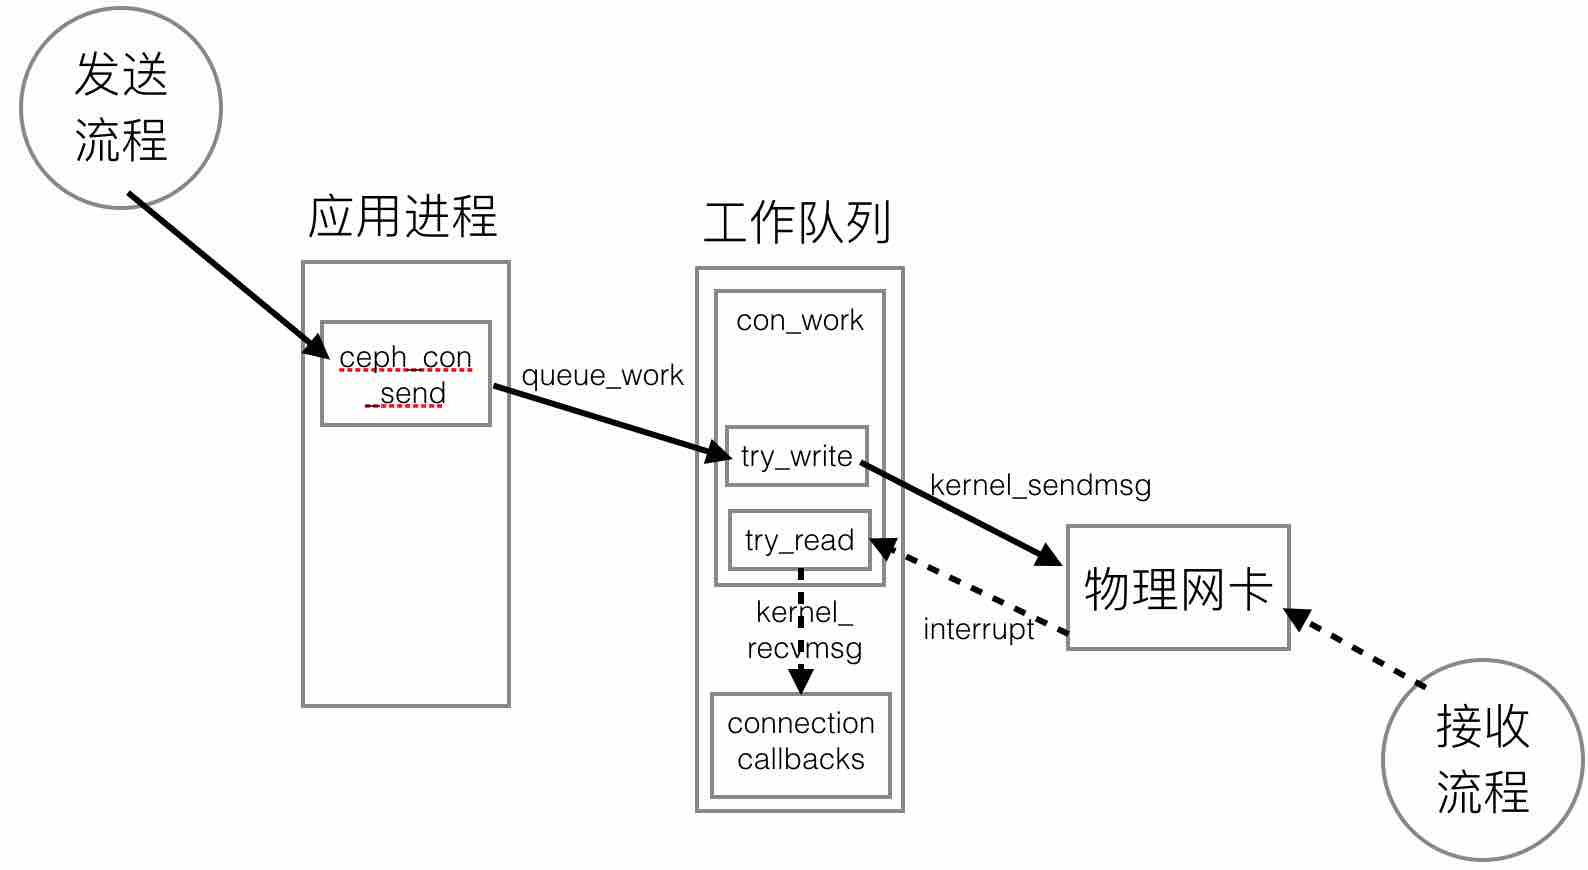 发送
流程
应用进程
工作队列
ceph_con
_send
queue_work
con_work
try_write
try_read
kernel_sendmsg
kernel_
recvmsg
interrupt
物理网卡
connection
callbacks
接收
流程